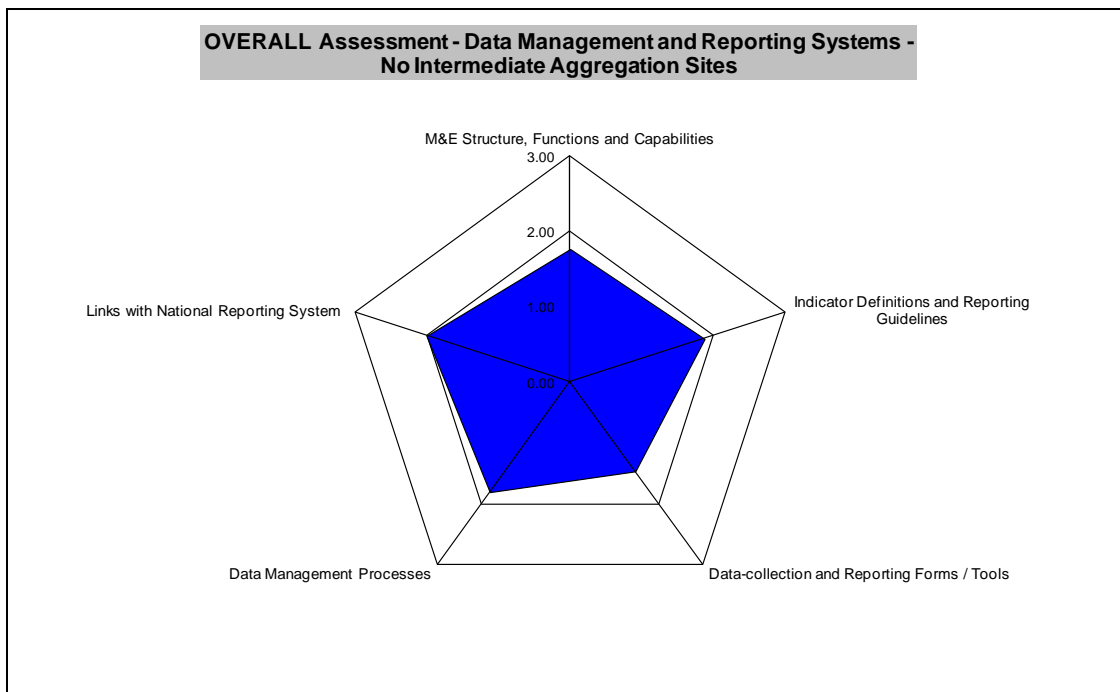 OVERALL Assessment - Data Management and Reporting Systems -
No Intermediate Aggregation Sites
M&E Structure, Functions and Capabilities
3.00
2.00
1.00
0.00
Indicator Definitions and Reporting
Guidelines
Links with National Reporting System
Data Management Processes
Data-collection and Reporting Forms / Tools